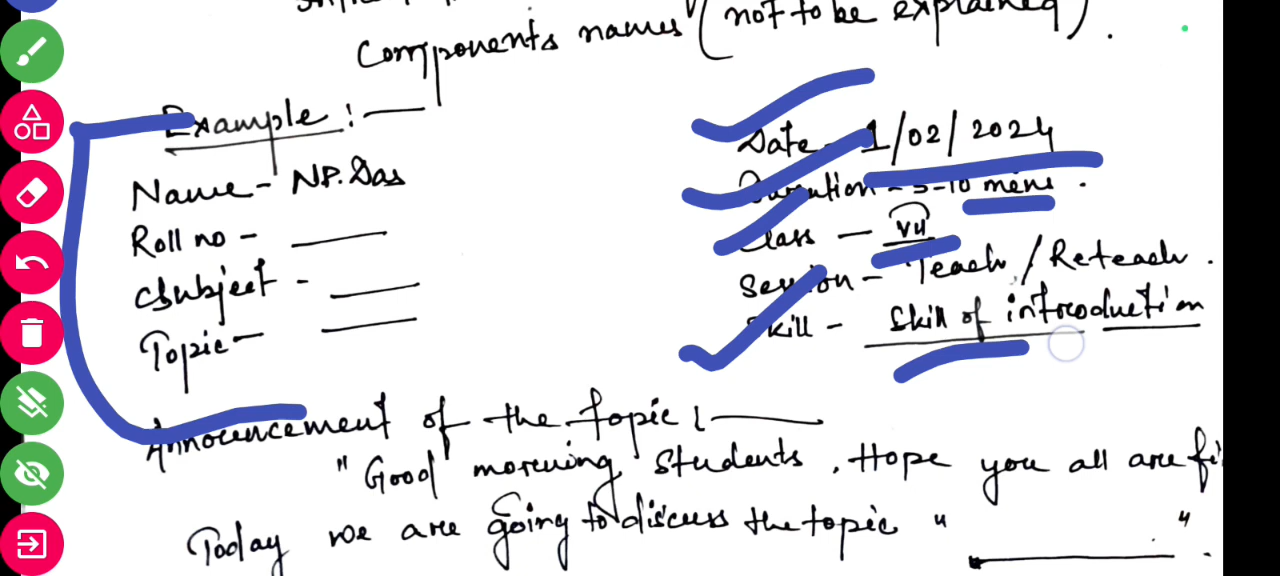 Components names (not to be explained).
Example :—
Name - NP. Das
Roll no -
Subject -
Topic -
Date - 1/02/2024
Duration - 5-10 mins.
Class — VII
Session - Teach / Reteach.
Skill - Skill of introduction
Announcement of the topic :—
"Good morning students. Hope you all are fi
Today we are going to discuss the topic " ".